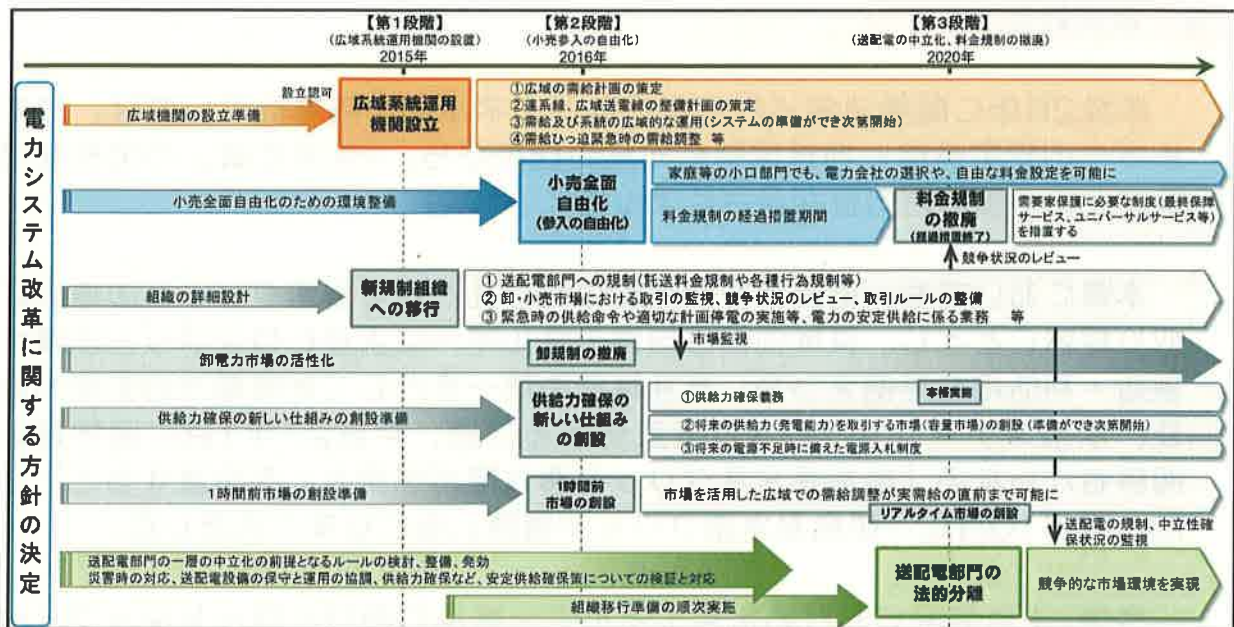 【第1段階】
(広域系統運用機関の設置)
2015年
【第2段階】
(小売参入の自由化)
2016年
【第3段階】
(送配電の中立化、料金規制の撤廃)
2020年
電力システム改革に関する方針の決定
広域機関の設立準備
設立認可
広域系統運用
機関設立
①広域の需給計画の策定
②連系線、広域送電線の整備計画の策定
③需給及び系統の広域的な運用(システムの準備ができ次第開始)
④需給ひっ迫緊急時の需給調整 等
小売全面自由化のための環境整備
小売全面
自由化
(参入の自由化)
家庭等の小口部門でも、電力会社の選択や、自由な料金設定を可能に
料金規制の経過措置期間
料金規制
の撤廃
(経過措置終了)
需要家保護に必要な制度(最終保障
サービス、ユニバーサルサービス等)
を措置する
競争状況のレビュー
組織の詳細設計
新規制組織
への移行
① 送配電部門への規制(託送料金規制や各種行為規制等)
② 卸・小売市場における取引の監視、競争状況のレビュー、取引ルールの整備
③ 緊急時の供給命令や適切な計画停電の実施等、電力の安定供給に係る業務 等
市場監視
卸電力市場の活性化
卸規制の撤廃
供給力確保の新しい仕組みの創設準備
供給力確保の
新しい仕組み
の創設
①供給力確保義務
本格実施
②将来の供給力(発電能力)を取引する市場(容量市場)の創設(準備ができ次第開始)
③将来の電源不足時に備えた電源入札制度
1時間前市場の創設準備
1時間前
市場の創設
市場を活用した広域での需給調整が実需給の直前まで可能に
リアルタイム市場の創設
送配電の規制、中立性確
保状況の監視
送配電部門の一層の中立化の前提となるルールの検討、整備、発効
災害時の対応、送配電設備の保守と運用の協調、供給力確保など、安定供給確保策についての検証と対応
組織移行準備の順次実施
送配電部門の
法的分離
競争的な市場環境を実現